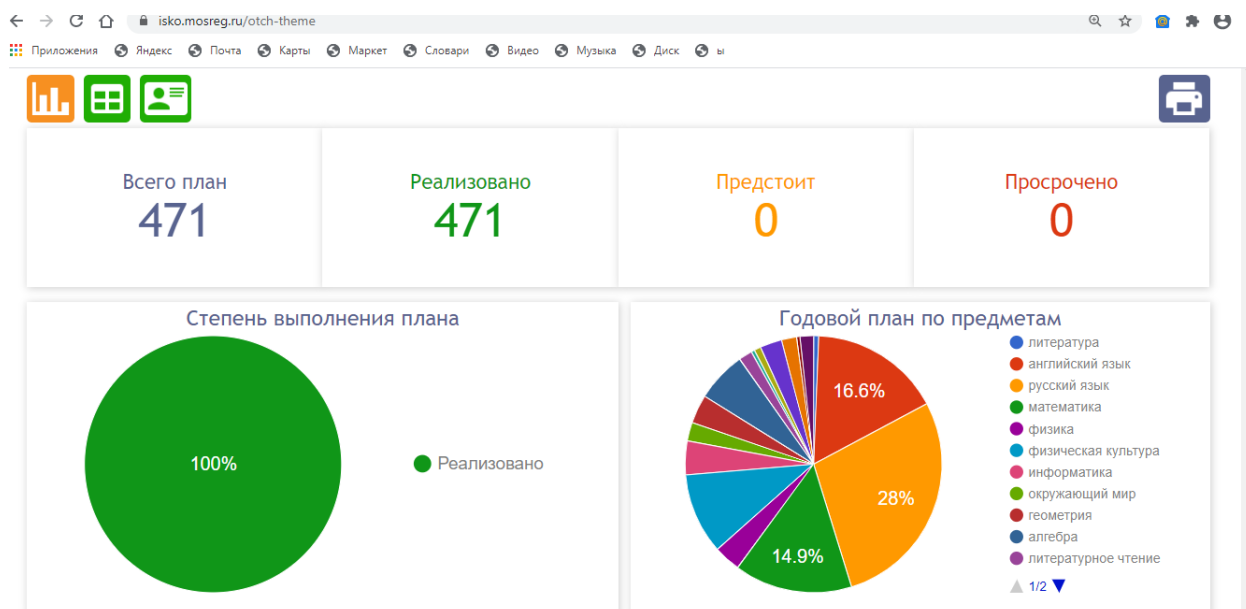 isko.mosreg.ru/otch-theme
Приложения Яндекс Почта Карты Маркет Словари Видео Музыка Диск ы
Всего план
471
Реализовано
471
Предстоит
0
Просрочено
0
Степень выполнения плана
100%
Реализовано
Годовой план по предметам
16.6%
28%
14.9%
литература
английский язык
русский язык
математика
физика
физическая культура
информатика
окружающий мир
геометрия
алгебра
литературное чтение
1/2